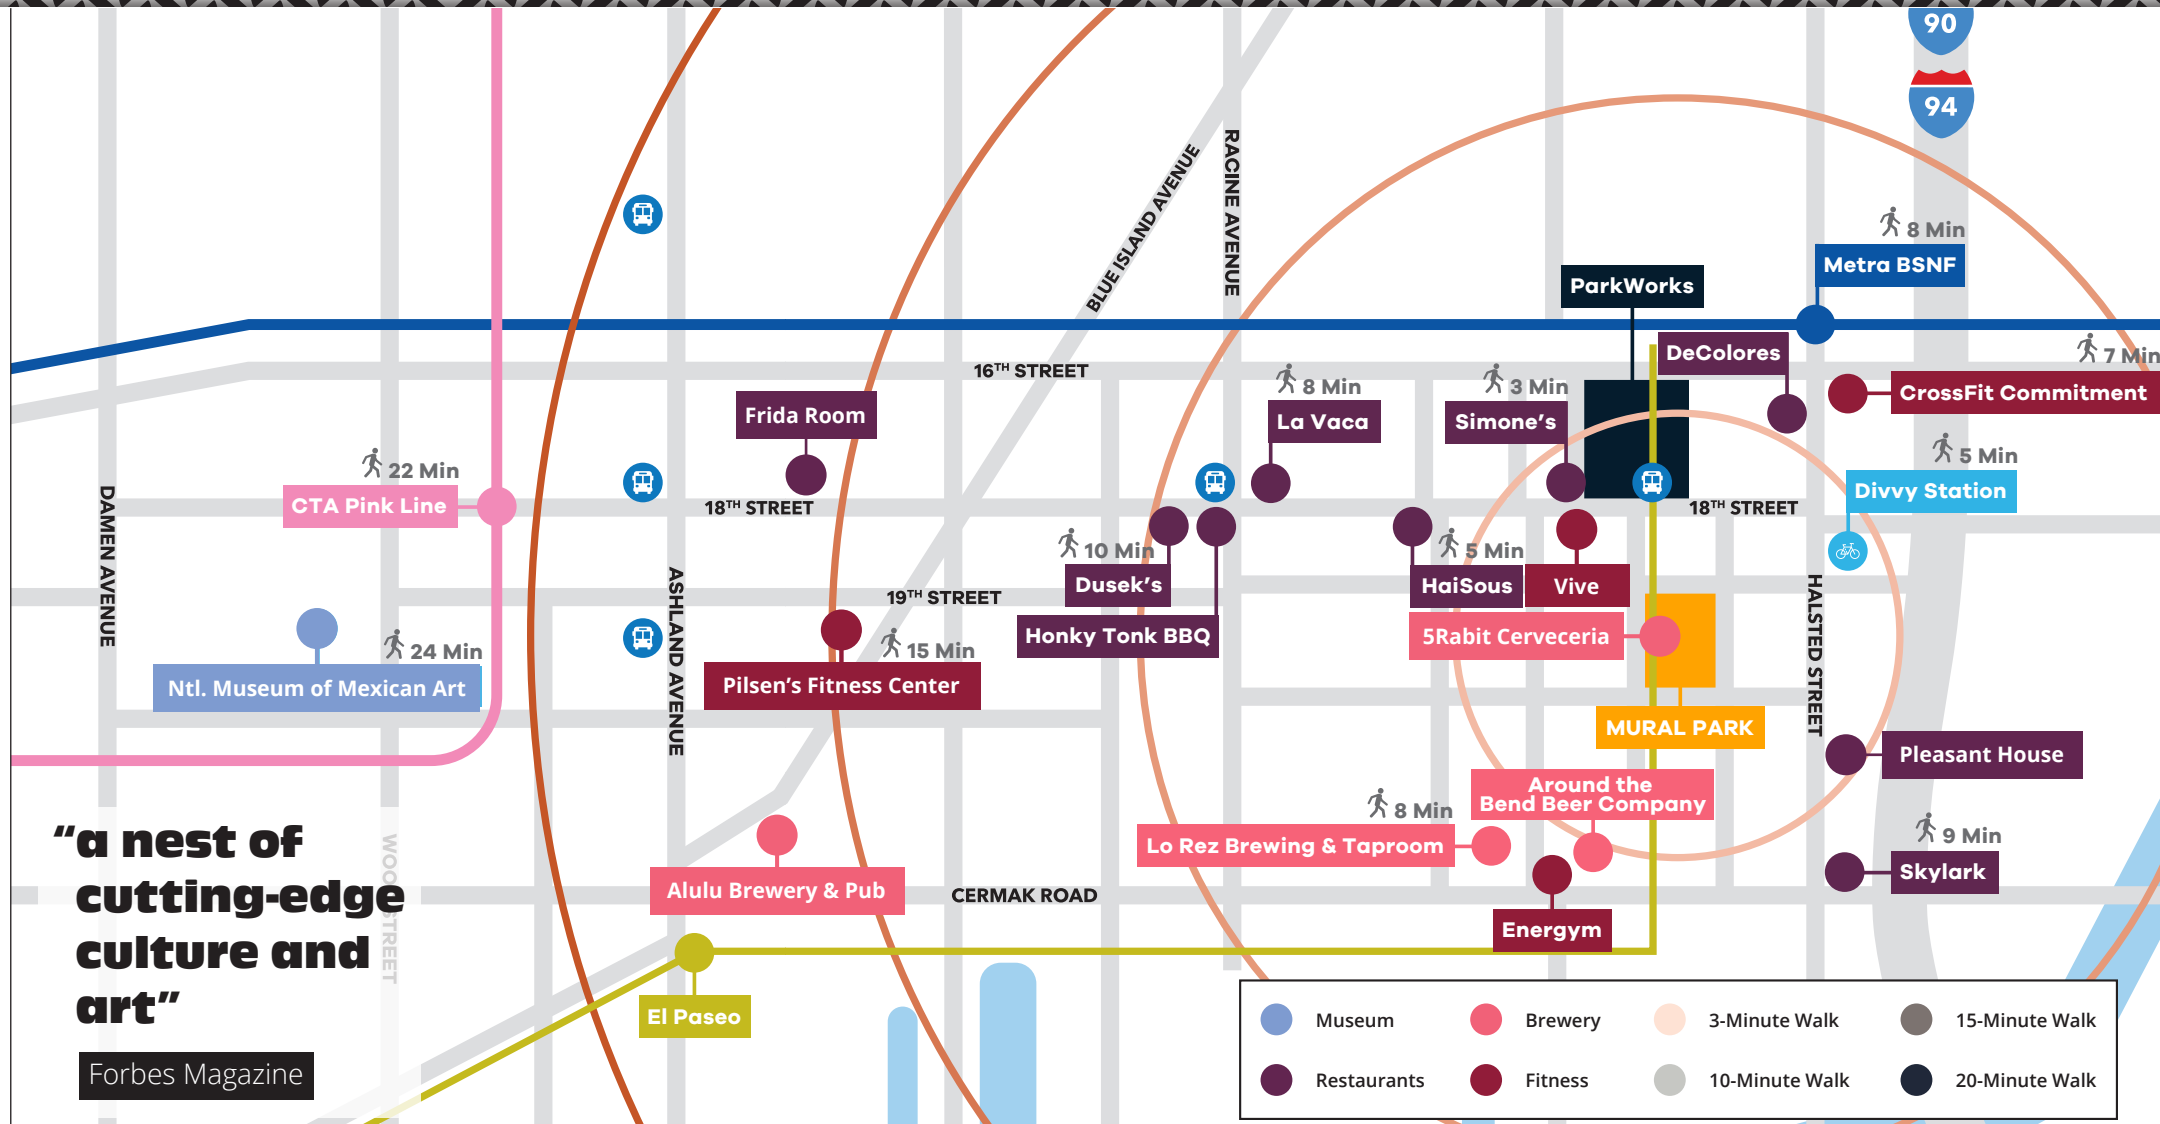 90
94
8 Min
Metra BSNF
ParkWorks
DeColores
7 Min
CrossFit Commitment
BLUE ISLAND AVENUE
RACINE AVENUE
16TH STREET
8 Min
La Vaca
3 Min
Simone's
Frida Room
22 Min
CTA Pink Line
5 Min
Divvy Station
18TH STREET
18TH STREET
DAMEN AVENUE
10 Min
Dusek's
5 Min
HaiSous
Vive
ASHLAND AVENUE
19TH STREET
HALSTED STREET
Honky Tonk BBQ
5Rabit Cerveceria
24 Min
Ntl. Museum of Mexican Art
15 Min
Pilsen's Fitness Center
MURAL PARK
Pleasant House
Around the
Bend Beer Company
8 Min
Lo Rez Brewing & Taproom
9 Min
Skylark
Alulu Brewery & Pub
CERMAK ROAD
Energym
El Paseo
WOOD STREET
"a nest of
cutting-edge
culture and
art"
Forbes Magazine
Museum
Brewery
3-Minute Walk
15-Minute Walk
Restaurants
Fitness
10-Minute Walk
20-Minute Walk